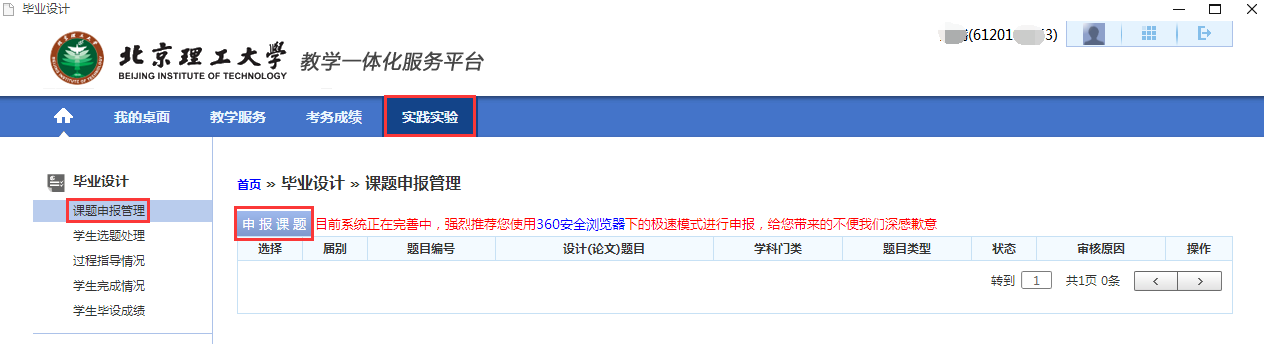 毕业设计
(61201 3)
北京理工大学
BEIJING INSTITUTE OF TECHNOLOGY
教学一体化服务平台
我的桌面 教学服务 考务成绩 实践实验
毕业设计
课题申报管理
学生选题处理
过程指导情况
学生完成情况
学生毕设成绩
首页 » 毕业设计 » 课题申报管理
申报课题 目前系统正在完善中，强烈推荐您使用360安全浏览器下的极速模式进行申报，给您带来的不便我们深感歉意
选择 届别 题目编号 设计(论文)题目 学科门类 题目类型 状态 审核原因 操作
转到 1 共1页 0条 < >